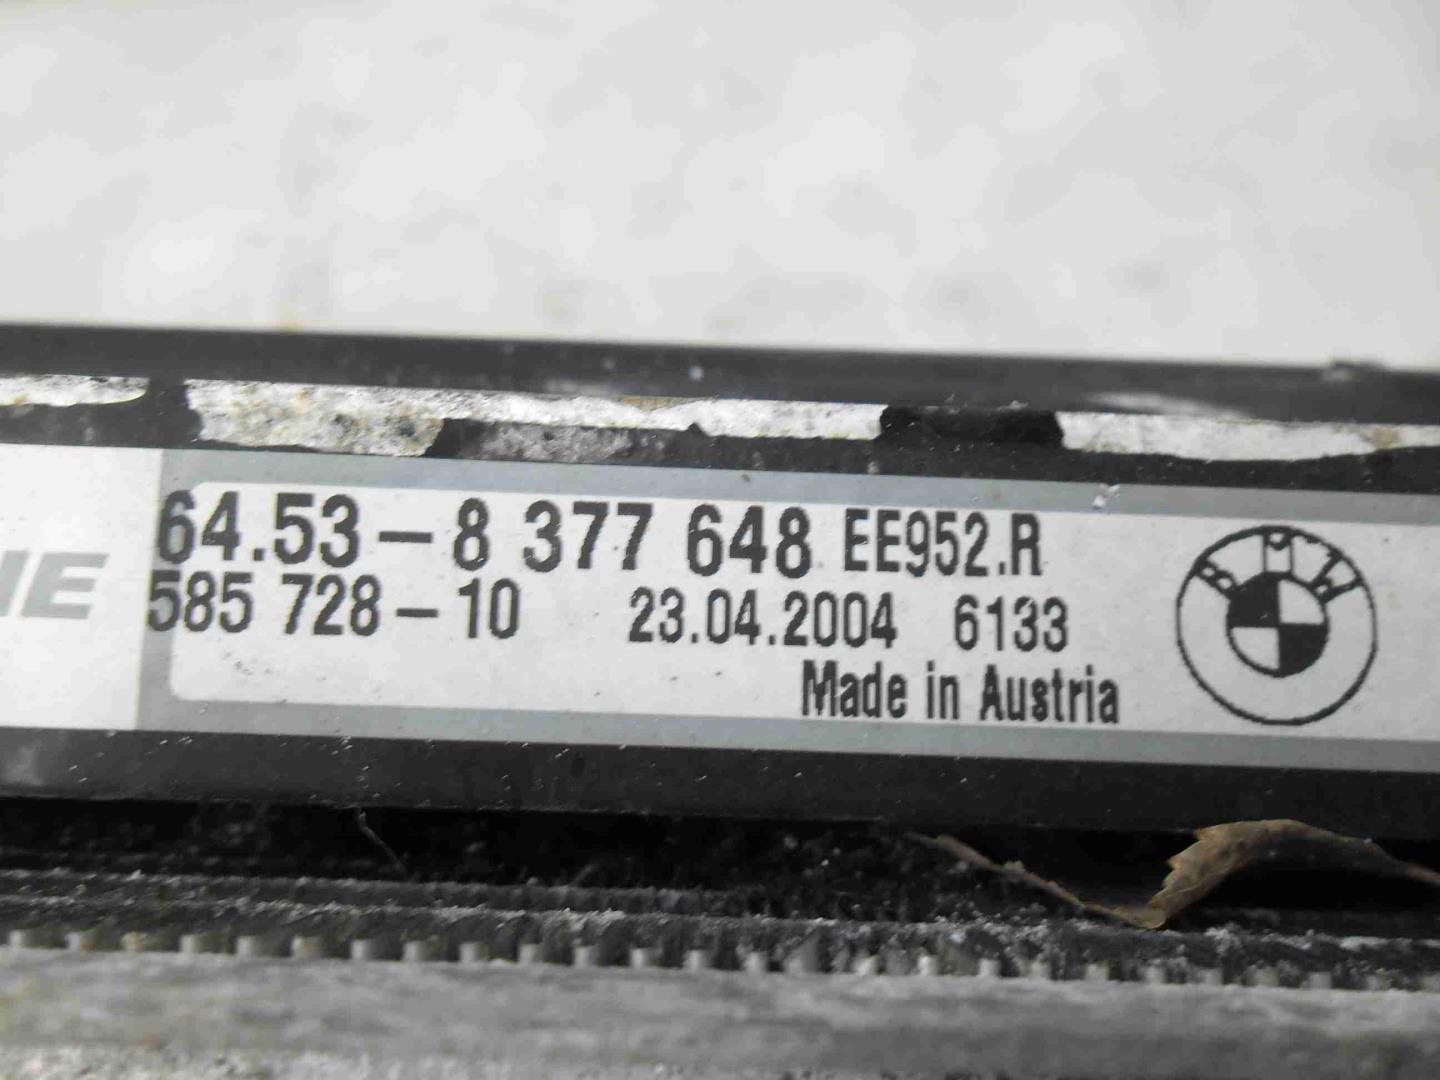 64.53-8 377 648 EE952.R
585 728-10 23.04.2004 6133
Made in Austria
BMW